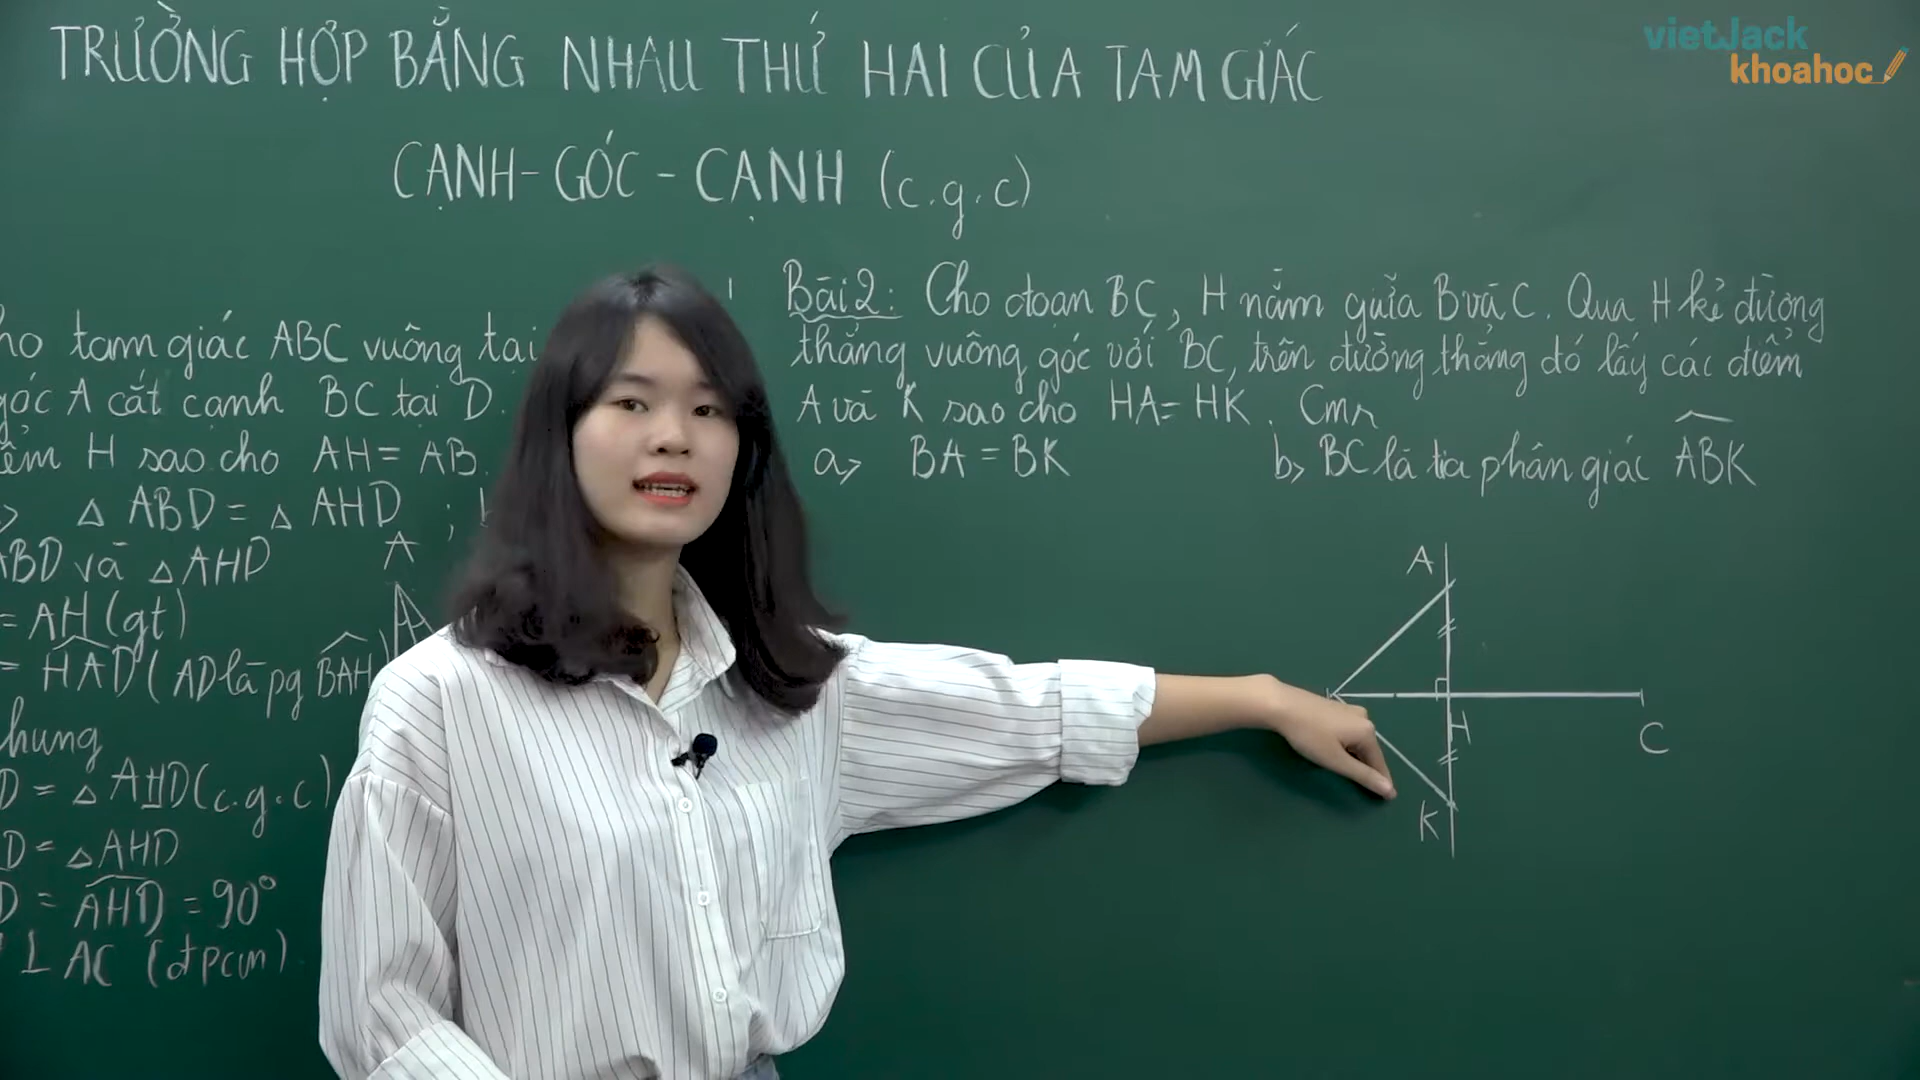 vietJack
khoahoc
TRƯỜNG HỢP BẰNG NHAU THỨ HAI CỦA TAM GIÁC
CẠNH - GÓC - CẠNH (c.g.c)
tam giác ABC vuông tại
góc A cắt cạnh BC tại D.
H sao cho AH = AB.
△ ABD = △ AHD ;
ABD và △ AHD
= AH (gt)
= HAD (AD là pg BAH)
chung
D = △ AHD (c.g.c)
D = △ AHD
D = AHD = 90°
⊥ AC (đpcm)
A
Bài 2: Cho đoạn BC, H nằm giữa B và C. Qua H kẻ đường
thẳng vuông góc với BC, trên đường thẳng đó lấy các điểm
A và K sao cho HA = HK. Cmr
a, BA = BK
b, BC là tia phân giác ABK
A
H
C
K